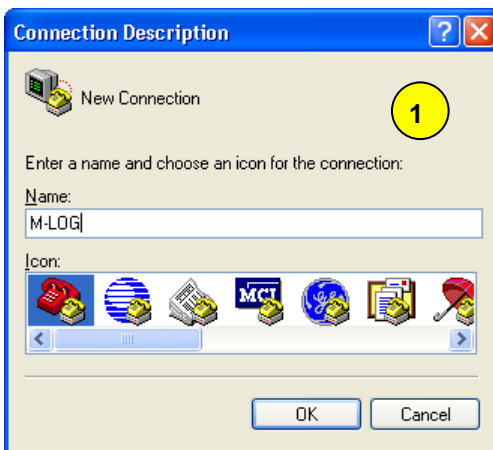 Connection Description
New Connection
1
Enter a name and choose an icon for the connection:
Name:
M-LOG
Icon:
MCI
OK Cancel